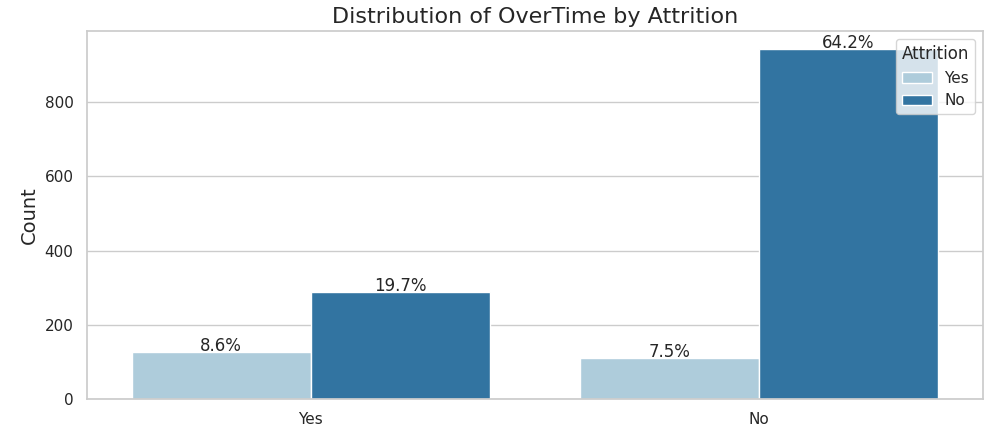 Distribution of OverTime by Attrition
64.2%
Attrition
Yes
No
800
600
Count
400
19.7%
200
8.6%
7.5%
0
Yes
No